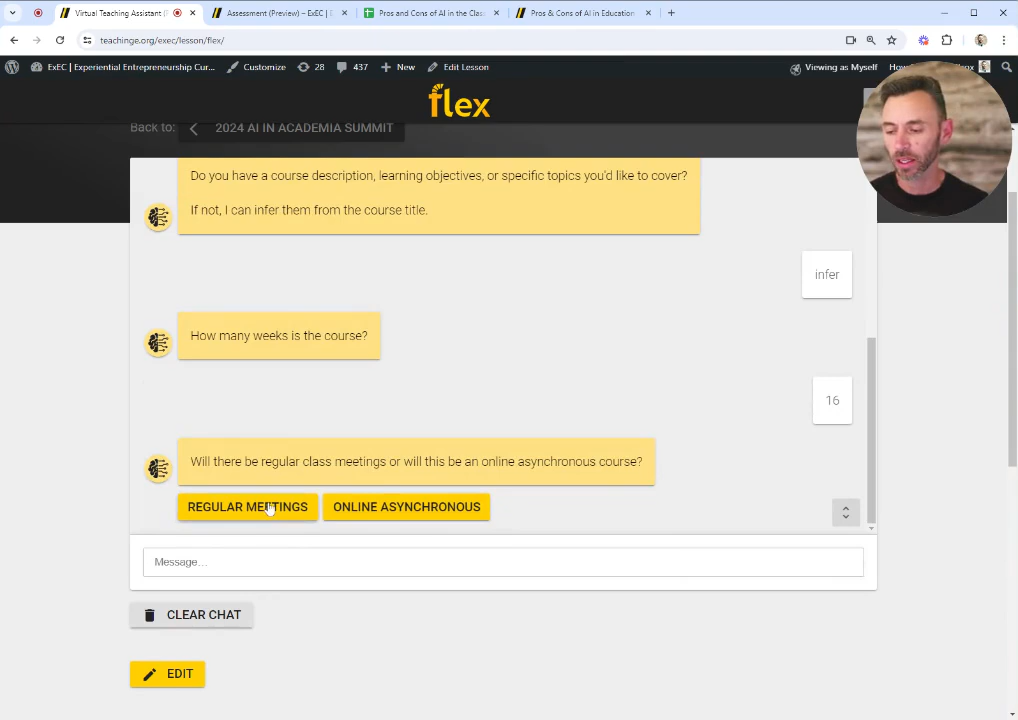 Virtual Teaching Assistant (
Assessment (Preview) – ExEC | E
Pros and Cons of AI in the Class
Pros & Cons of AI in Education
teachinge.org/exec/lesson/flex/
ExEC | Experiential Entrepreneurship Cur...
Customize
28
437
New
Edit Lesson
Viewing as Myself
flex
Back to:
2024 AI IN ACADEMIA SUMMIT
Do you have a course description, learning objectives, or specific topics you'd like to cover?
If not, I can infer them from the course title.
infer
How many weeks is the course?
16
Will there be regular class meetings or will this be an online asynchronous course?
REGULAR MEETINGS
ONLINE ASYNCHRONOUS
Message...
CLEAR CHAT
EDIT